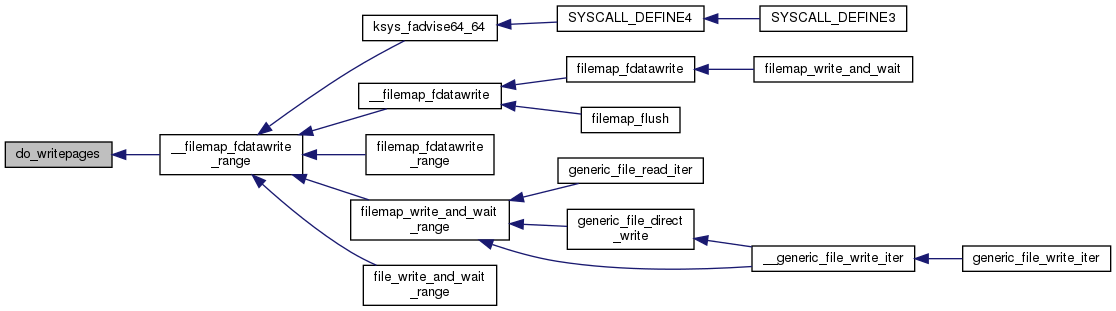 do_writepages
__filemap_fdatawrite
_range
ksys_fadvise64_64
SYSCALL_DEFINE4
SYSCALL_DEFINE3
__filemap_fdatawrite
filemap_fdatawrite
filemap_write_and_wait
filemap_flush
filemap_fdatawrite
_range
filemap_write_and_wait
_range
generic_file_read_iter
generic_file_direct
_write
__generic_file_write_iter
generic_file_write_iter
file_write_and_wait
_range